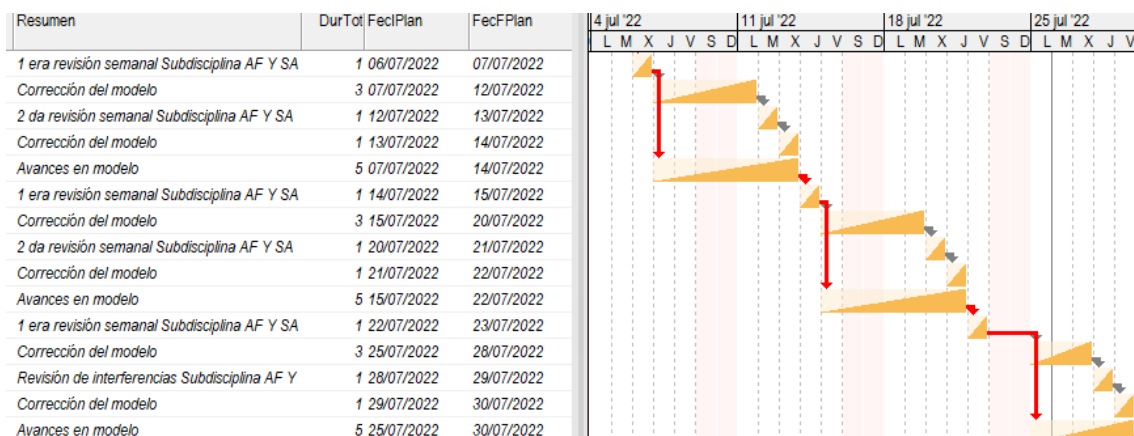 Resumen DurTot FecIPlan FecFPlan 4 jul '22 11 jul '22 18 jul '22 25 jul '22
L M X J V S D L M X J V S D L M X J V S D L M X J V
1 era revisión semanal Subdisciplina AF Y SA 1 06/07/2022 07/07/2022
Corrección del modelo 3 07/07/2022 12/07/2022
2 da revisión semanal Subdisciplina AF Y SA 1 12/07/2022 13/07/2022
Corrección del modelo 1 13/07/2022 14/07/2022
Avances en modelo 5 07/07/2022 14/07/2022
1 era revisión semanal Subdisciplina AF Y SA 1 14/07/2022 15/07/2022
Corrección del modelo 3 15/07/2022 20/07/2022
2 da revisión semanal Subdisciplina AF Y SA 1 20/07/2022 21/07/2022
Corrección del modelo 1 21/07/2022 22/07/2022
Avances en modelo 5 15/07/2022 22/07/2022
1 era revisión semanal Subdisciplina AF Y SA 1 22/07/2022 23/07/2022
Corrección del modelo 3 25/07/2022 28/07/2022
Revisión de interferencias Subdisciplina AF Y 1 28/07/2022 29/07/2022
Corrección del modelo 1 29/07/2022 30/07/2022
Avances en modelo 5 25/07/2022 30/07/2022